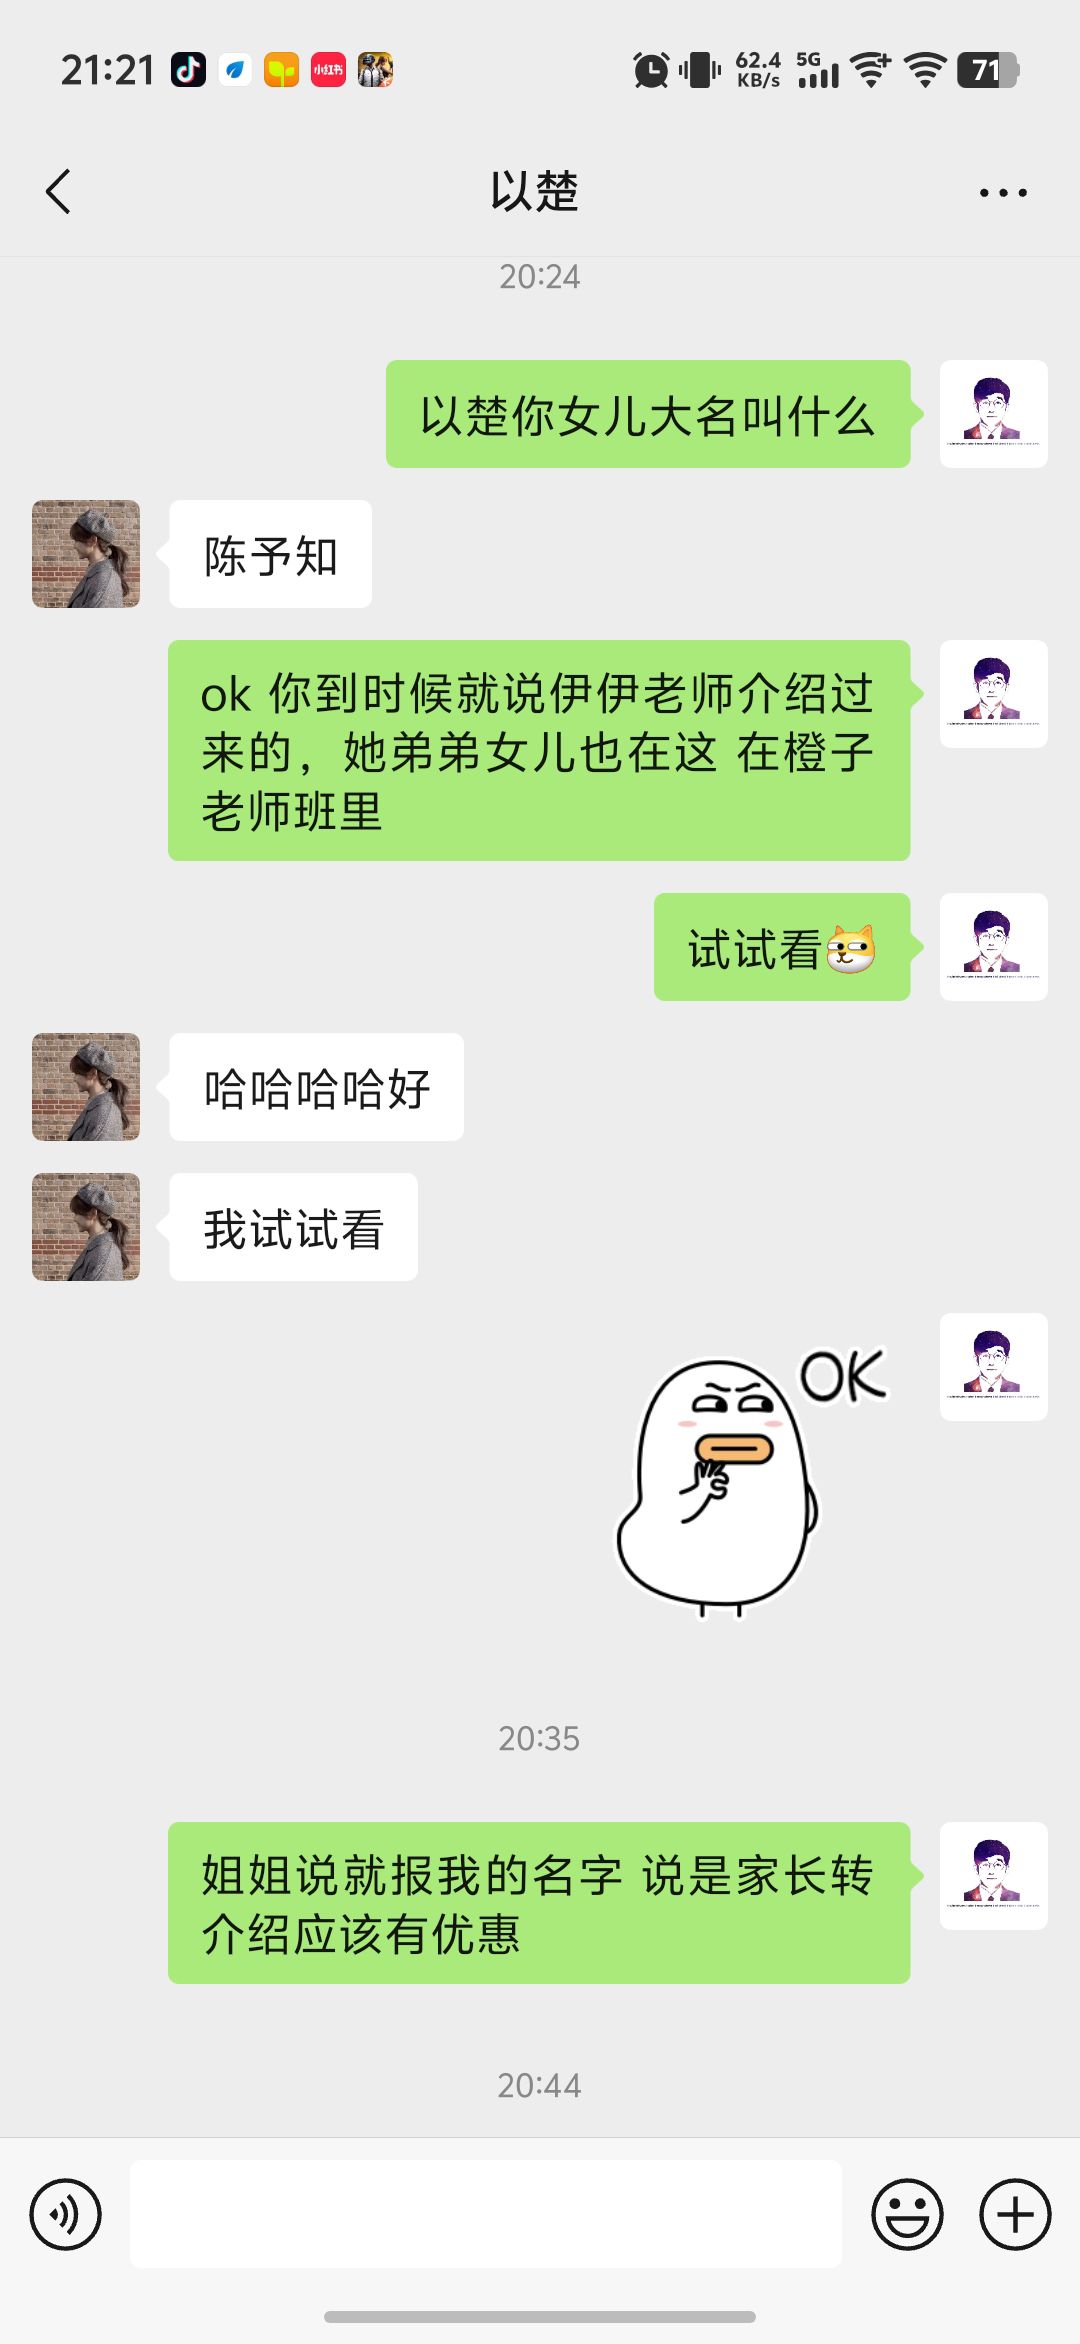 21:21
小红书
62.4
KB/s
5G
71
以楚
20:24
以楚你女儿大名叫什么
陈予知
ok 你到时候就说伊伊老师介绍过
来的，她弟弟女儿也在这 在橙子
老师班里
试试看
哈哈哈哈好
我试试看
OK
20:35
姐姐说就报我的名字 说是家长转
介绍应该有优惠
20:44